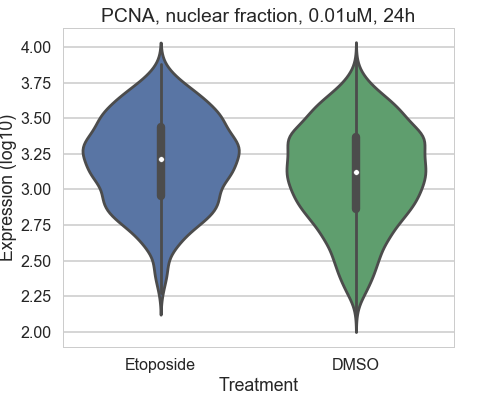 PCNA, nuclear fraction, 0.01uM, 24h
4.00
3.75
3.50
3.25
3.00
2.75
2.50
2.25
2.00
Expression (log10)
Etoposide DMSO
Treatment